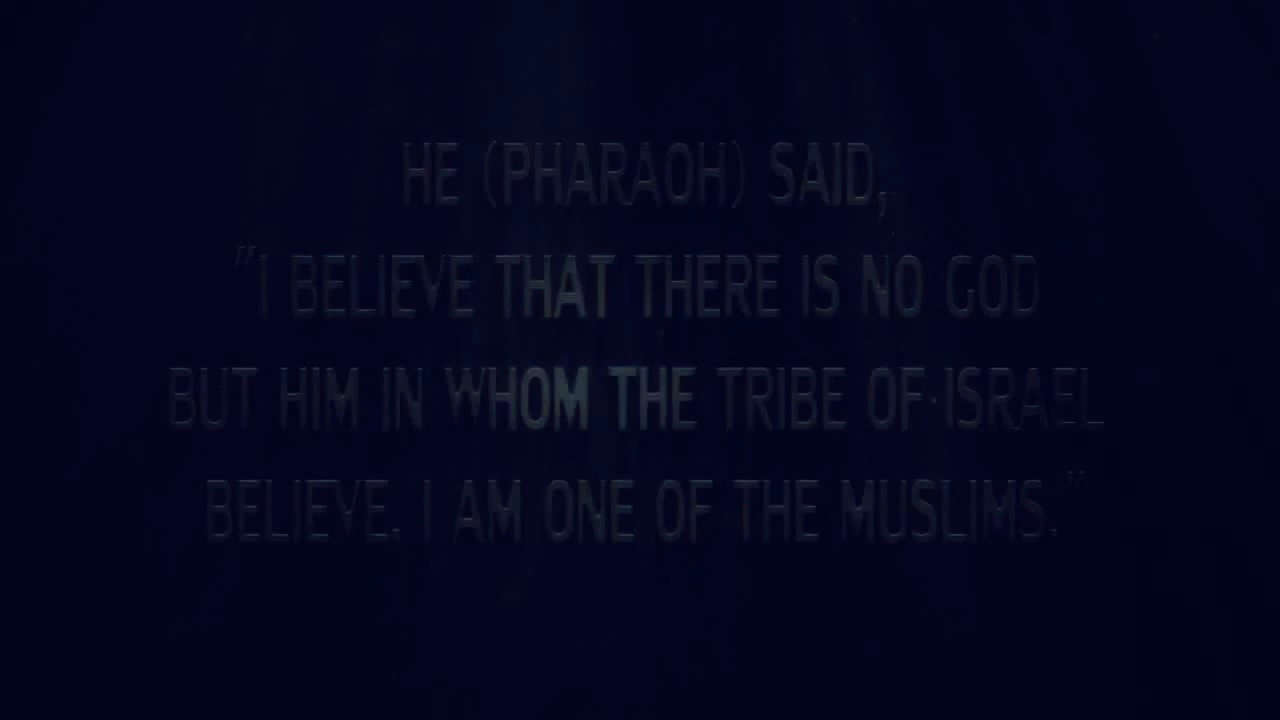 HE (PHARAOH) SAID,
"I BELIEVE THAT THERE IS NO GOD
BUT HIM IN WHOM THE TRIBE OF ISRAEL
BELIEVE. I AM ONE OF THE MUSLIMS."